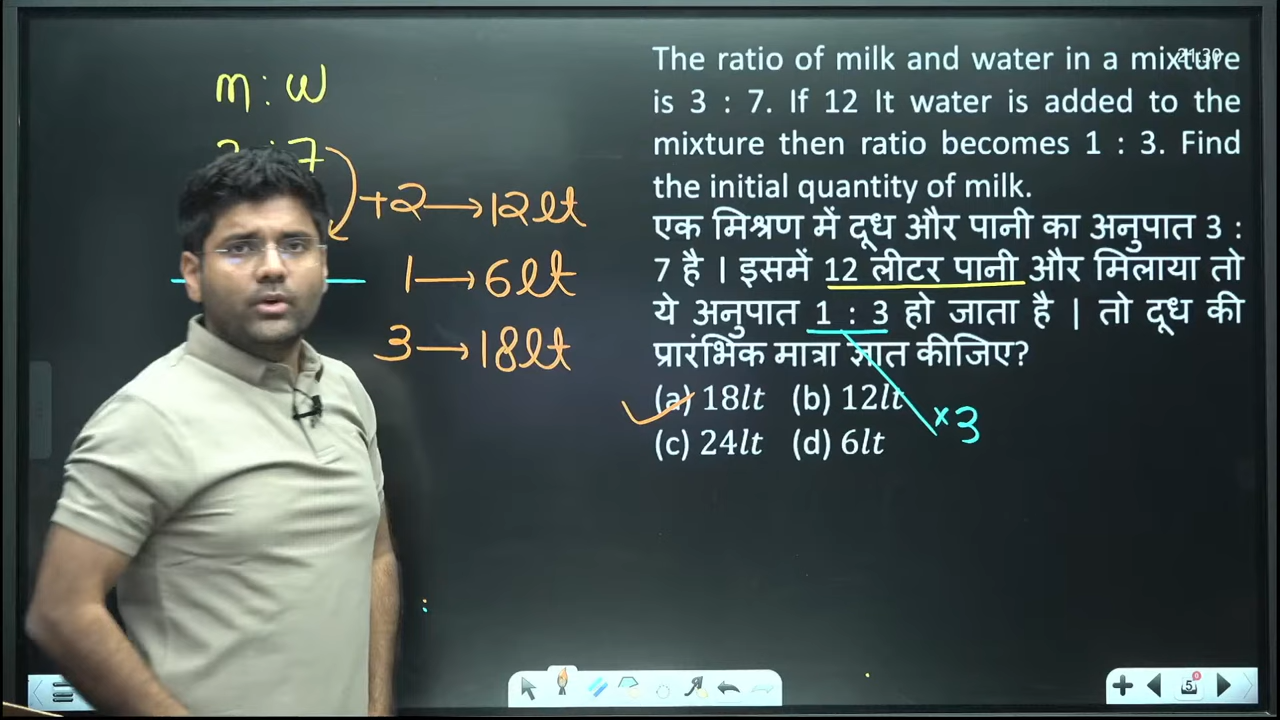 m : w
: 7
+2 → 12lt
1 → 6lt
3 → 18lt
The ratio of milk and water in a mixture
is 3 : 7. If 12 lt water is added to the
mixture then ratio becomes 1 : 3. Find
the initial quantity of milk.
एक मिश्रण में दूध और पानी का अनुपात 3 :
7 है | इसमें 12 लीटर पानी और मिलाया तो
ये अनुपात 1 : 3 हो जाता है | तो दूध की
प्रारंभिक मात्रा ज्ञात कीजिए?
(a) 18lt (b) 12lt
×3
(c) 24lt (d) 6lt
5